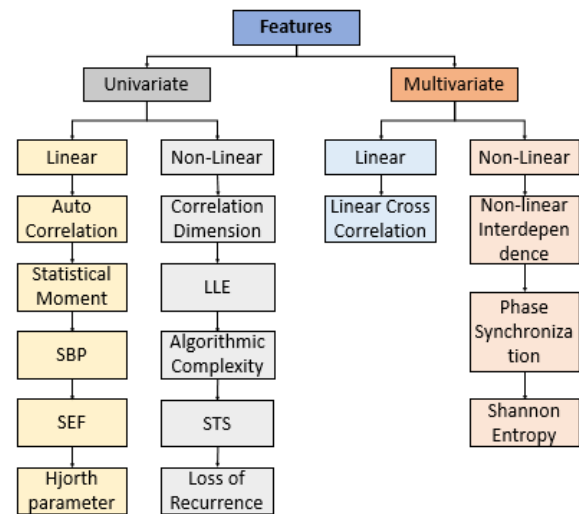 Features
Univariate
Multivariate
Linear
Non-Linear
Linear
Non-Linear
Auto
Correlation
Correlation
Dimension
Linear Cross
Correlation
Non-linear
Interdepen
dence
Statistical
Moment
LLE
Phase
Synchroniza
tion
SBP
Algorithmic
Complexity
SEF
STS
Shannon
Entropy
Hjorth
parameter
Loss of
Recurrence